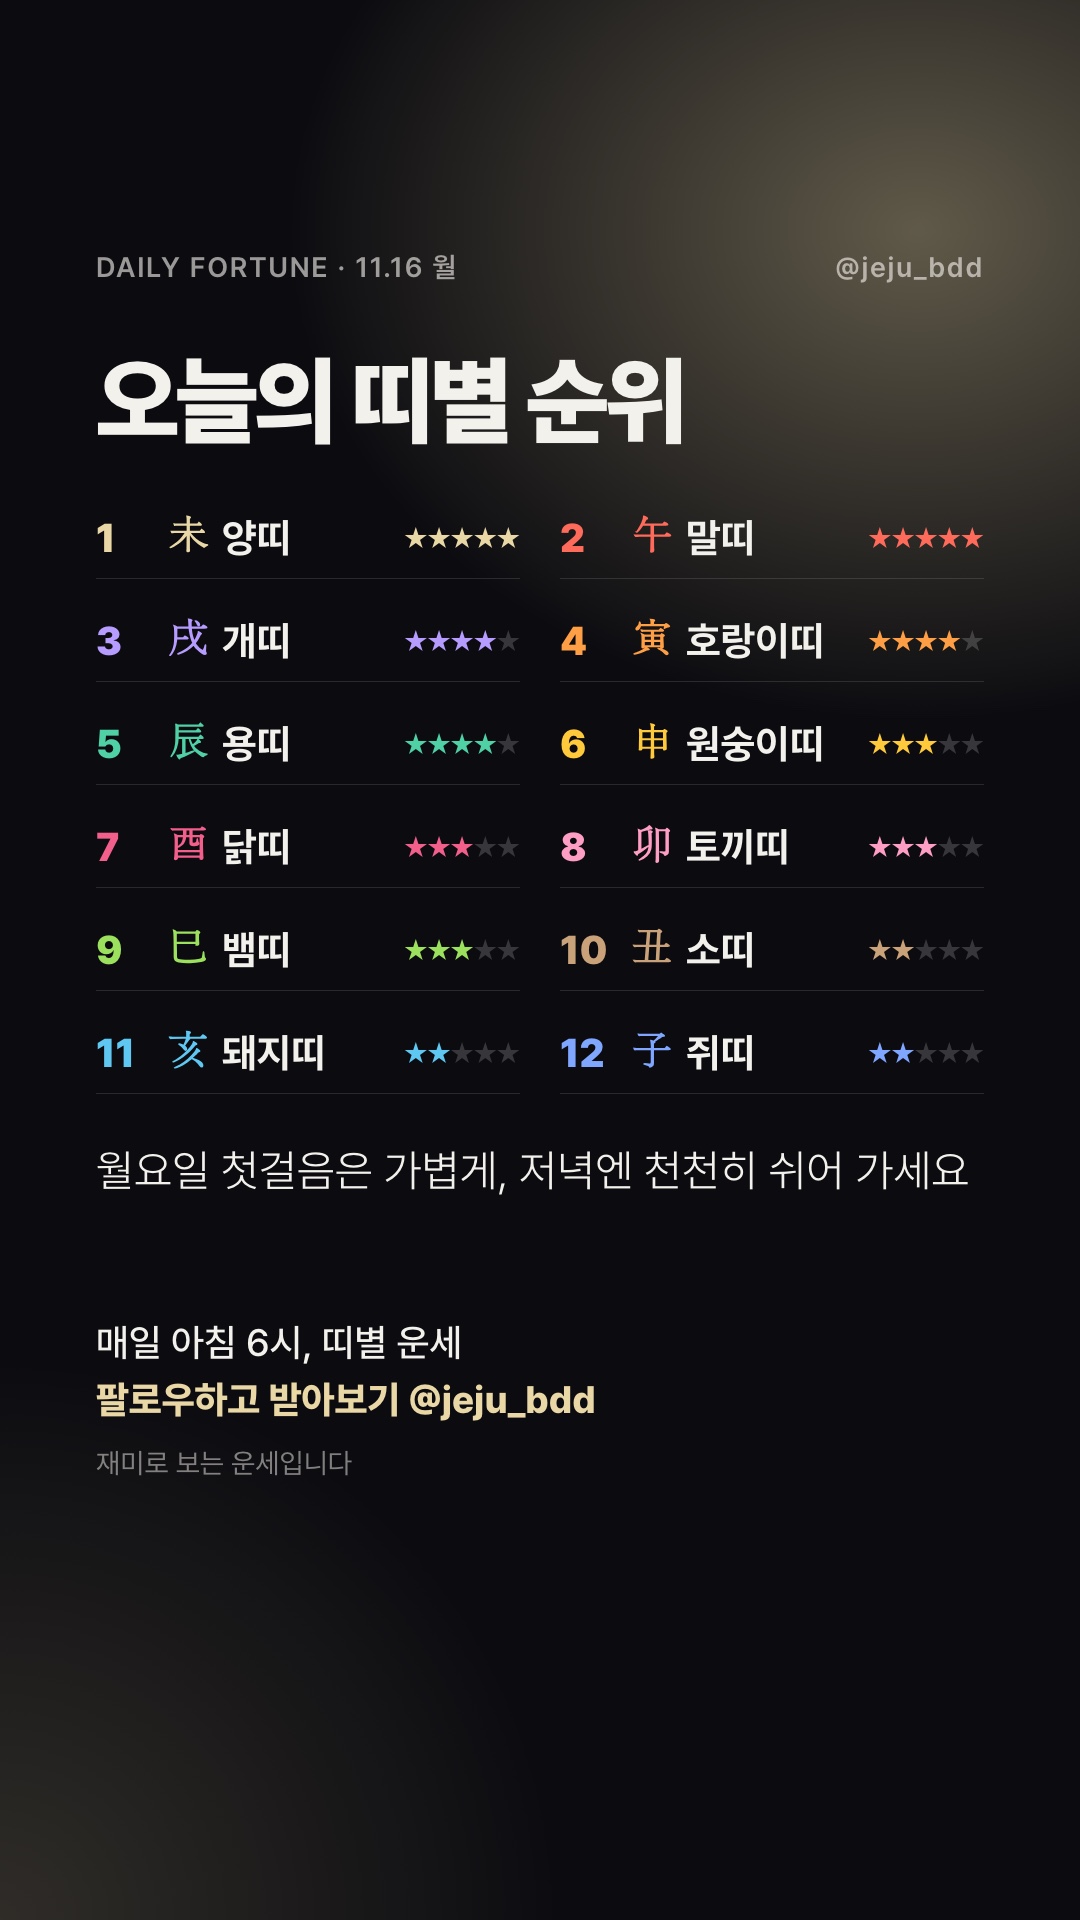 DAILY FORTUNE · 11.16 월
@jeju_bdd
오늘의 띠별 순위
1 未 양띠 ★★★★★
2 午 말띠 ★★★★★
3 戌 개띠 ★★★★★
4 寅 호랑이띠 ★★★★★
5 辰 용띠 ★★★★★
6 申 원숭이띠 ★★★★★
7 酉 닭띠 ★★★★★
8 卯 토끼띠 ★★★★★
9 巳 뱀띠 ★★★★★
10 丑 소띠 ★★★★★
11 亥 돼지띠 ★★★★★
12 子 쥐띠 ★★★★★
월요일 첫걸음은 가볍게, 저녁엔 천천히 쉬어 가세요
매일 아침 6시, 띠별 운세
팔로우하고 받아보기 @jeju_bdd
재미로 보는 운세입니다